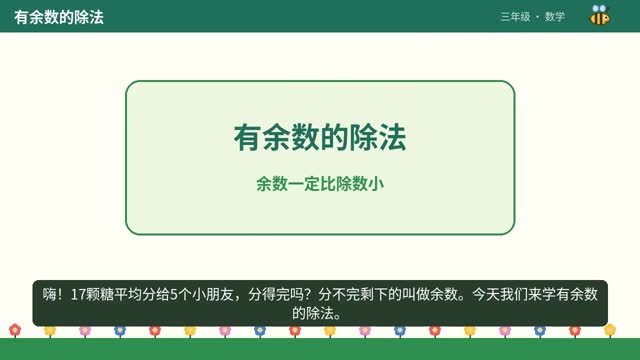 有余数的除法
三年级 · 数学
有余数的除法
余数一定比除数小
嗨！17颗糖平均分给5个小朋友，分得完吗？分不完剩下的叫做余数。今天我们来学有余数
的除法。